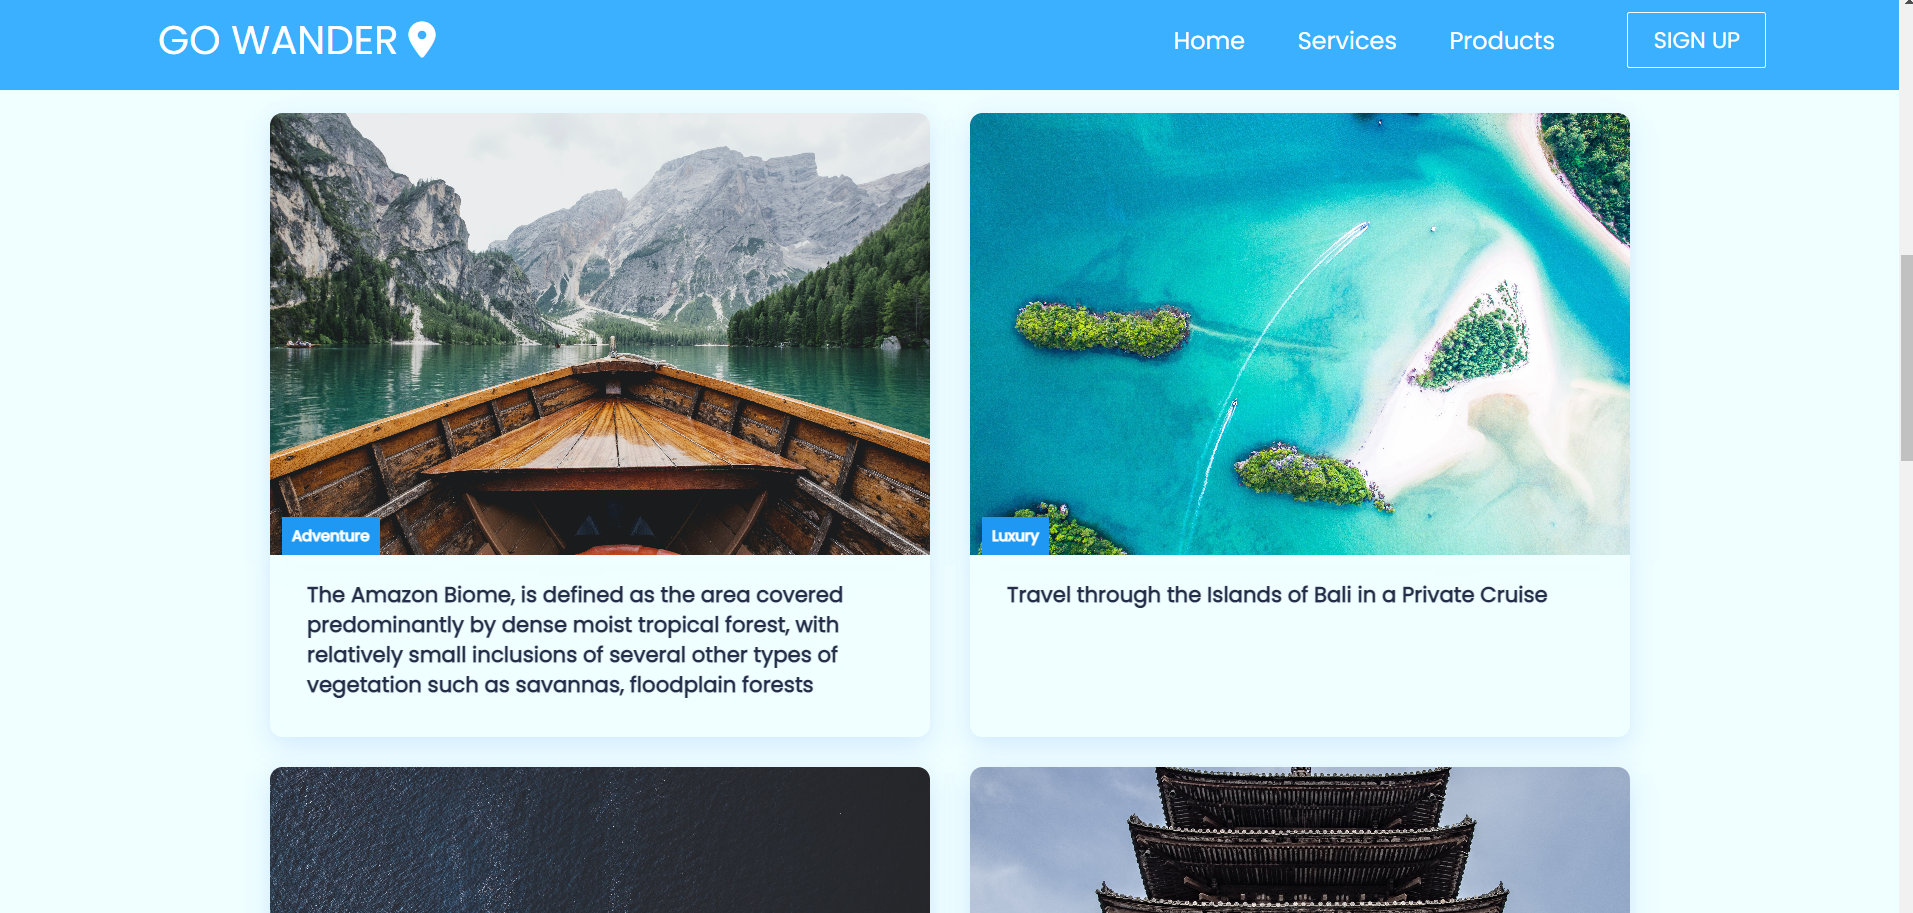 GO WANDER
Home
Services
Products
SIGN UP
Adventure
The Amazon Biome, is defined as the area covered
predominantly by dense moist tropical forest, with
relatively small inclusions of several other types of
vegetation such as savannas, floodplain forests
Luxury
Travel through the Islands of Bali in a Private Cruise